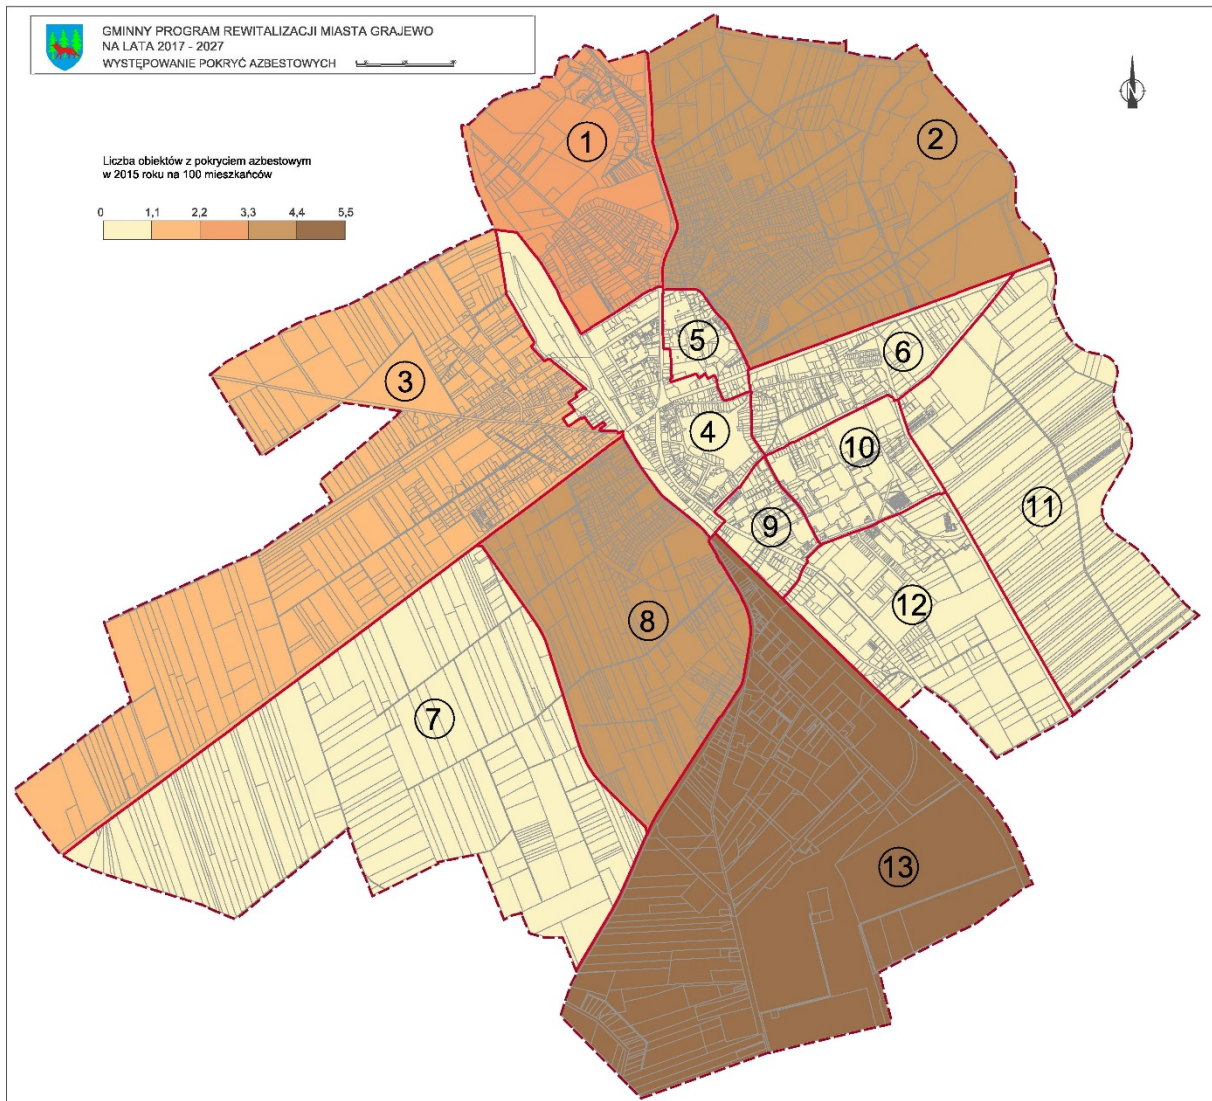 GMINNY PROGRAM REWITALIZACJI MIASTA GRAJEWO
NA LATA 2017 - 2027
WYSTĘPOWANIE POKRYĆ AZBESTOWYCH
N
Liczba obiektów z pokryciem azbestowym
w 2015 roku na 100 mieszkańców
0 1,1 2,2 3,3 4,4 5,5
1
2
3
4
5
6
7
8
9
10
11
12
13